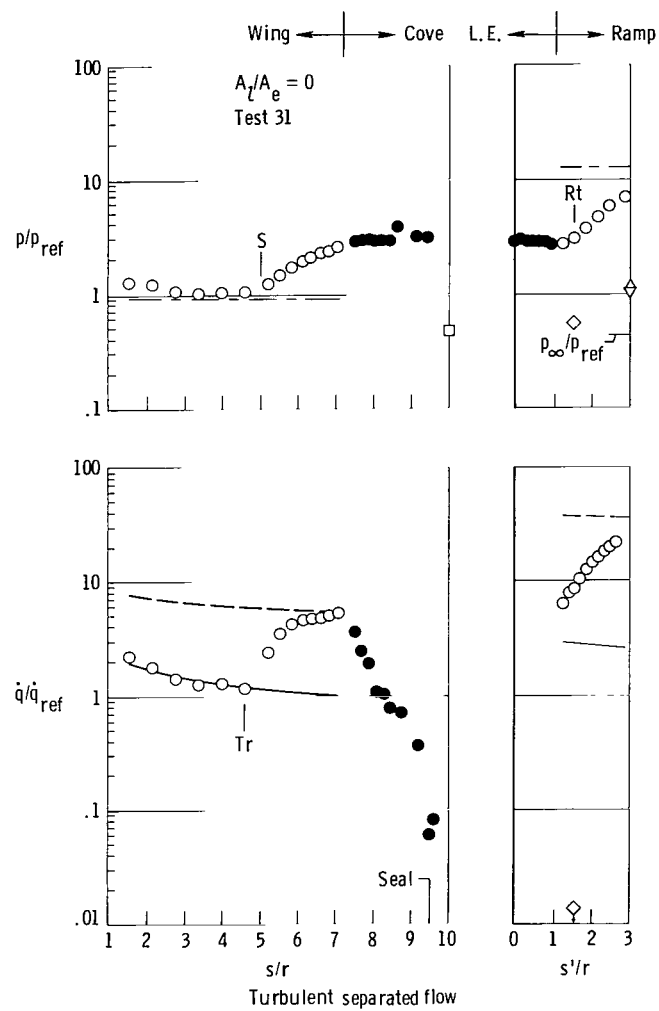 Wing Cove L.E. Ramp
100
A_l/A_e = 0
Test 31
10
Rt
p/p_ref
S
1
p_∞/p_ref
.1
100
10
q̇/q̇_ref
1
Tr
.1
Seal
.01
1 2 3 4 5 6 7 8 9 10 0 1 2 3
s/r s'/r
Turbulent separated flow